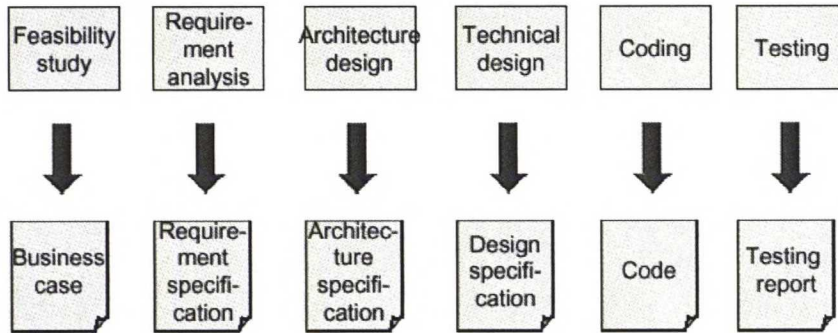 Feasibility
study
Require-
ment
analysis
Architecture
design
Technical
design
Coding
Testing
Business
case
Require-
ment
specifi-
cation
Architec-
ture
specifi-
cation
Design
specifi-
cation
Code
Testing
report